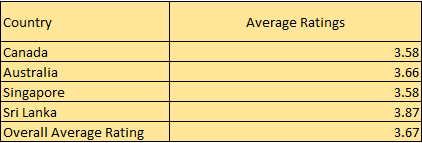 Country Average Ratings
Canada 3.58
Australia 3.66
Singapore 3.58
Sri Lanka 3.87
Overall Average Rating 3.67